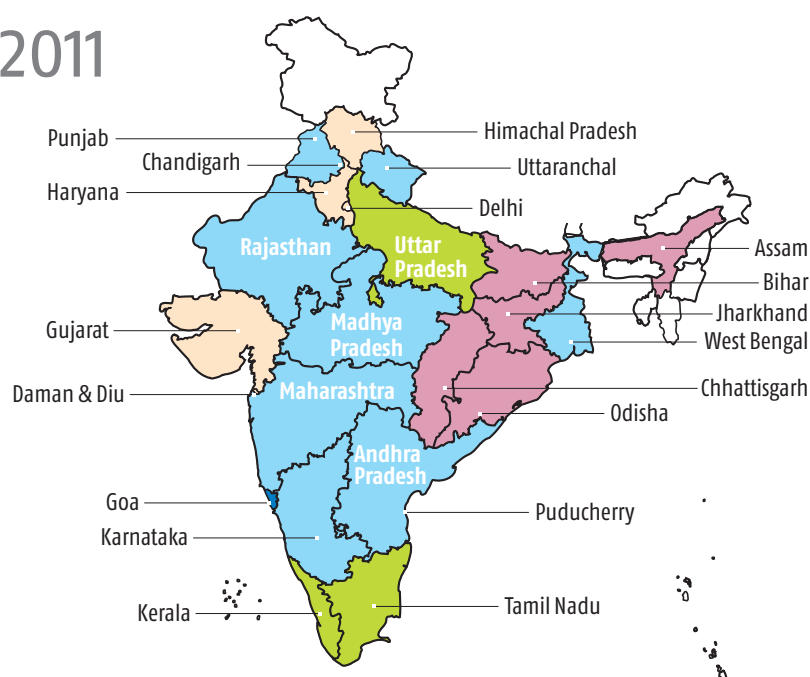 2011
Punjab
Himachal Pradesh
Chandigarh
Uttaranchal
Haryana
Delhi
Rajasthan
Uttar
Pradesh
Assam
Bihar
Jharkhand
Gujarat
Madhya
Pradesh
West Bengal
Daman & Diu
Maharashtra
Chhattisgarh
Odisha
Andhra
Pradesh
Goa
Puducherry
Karnataka
Kerala
Tamil Nadu